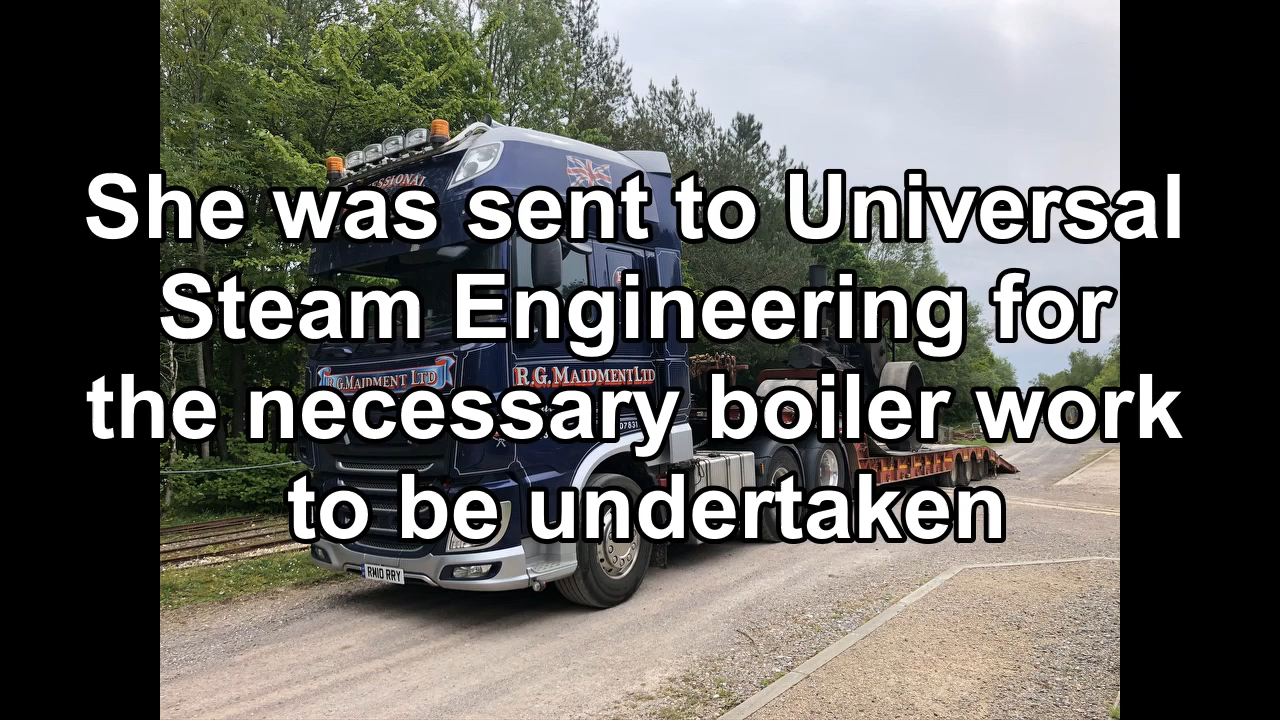 She was sent to Universal
Steam Engineering for
the necessary boiler work
to be undertaken
R.G.MAIDMENT LTD
R.G.MAIDMENT LTD
07831
RM10 RRY